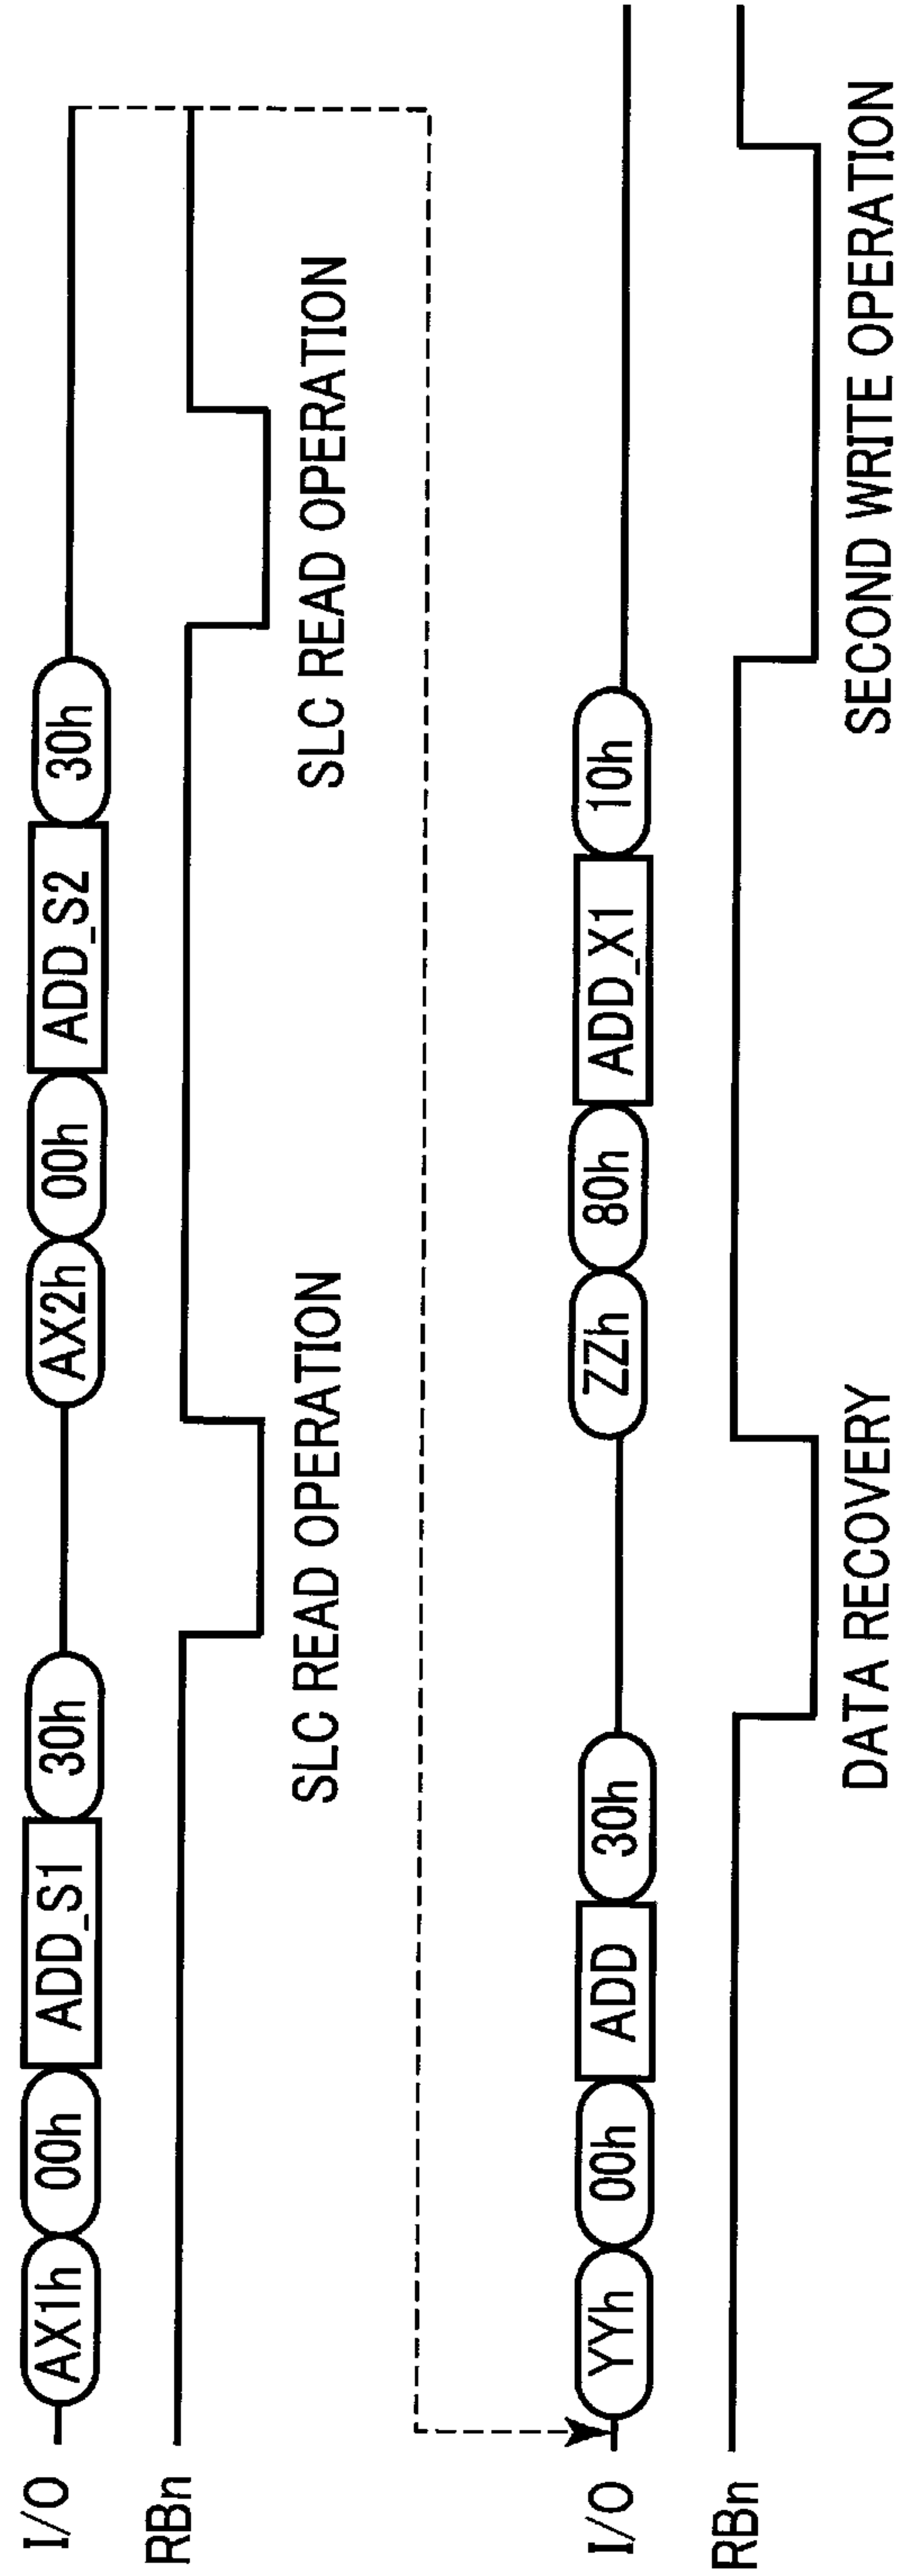 I/O AX1h 00h ADD_S1 30h AX2h 00h ADD_S2 30h
RBn
SLC READ OPERATION SLC READ OPERATION
I/O YYh 00h ADD 30h ZZh 80h ADD_X1 10h
RBn
DATA RECOVERY SECOND WRITE OPERATION